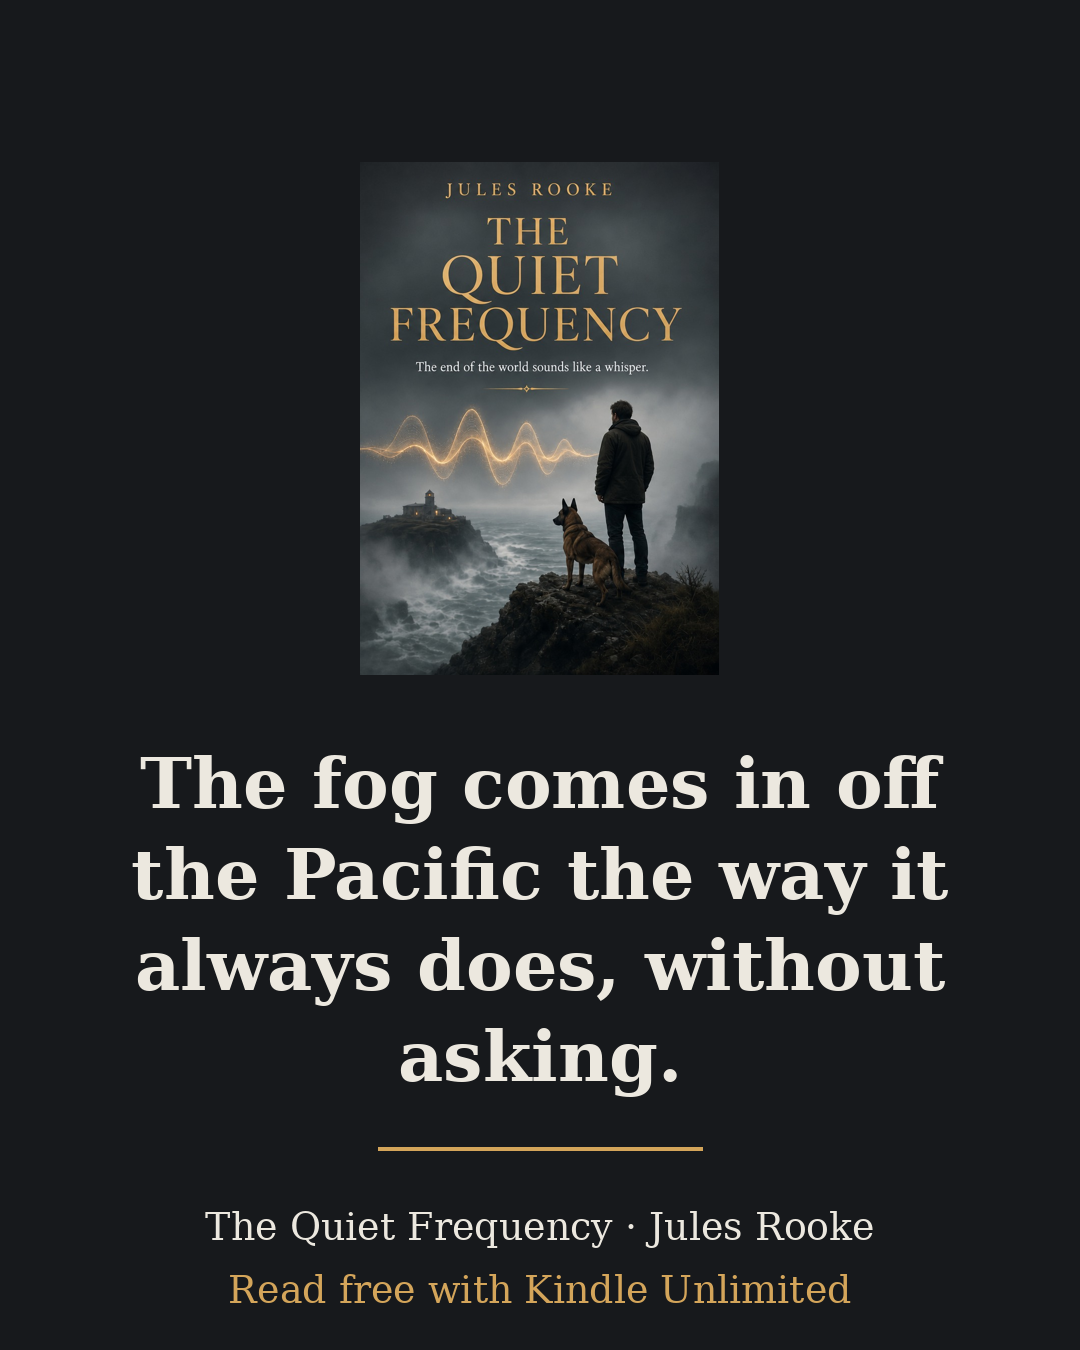 JULES ROOKE
THE
QUIET
FREQUENCY
The end of the world sounds like a whisper.
The fog comes in off
the Pacific the way it
always does, without
asking.
The Quiet Frequency · Jules Rooke
Read free with Kindle Unlimited